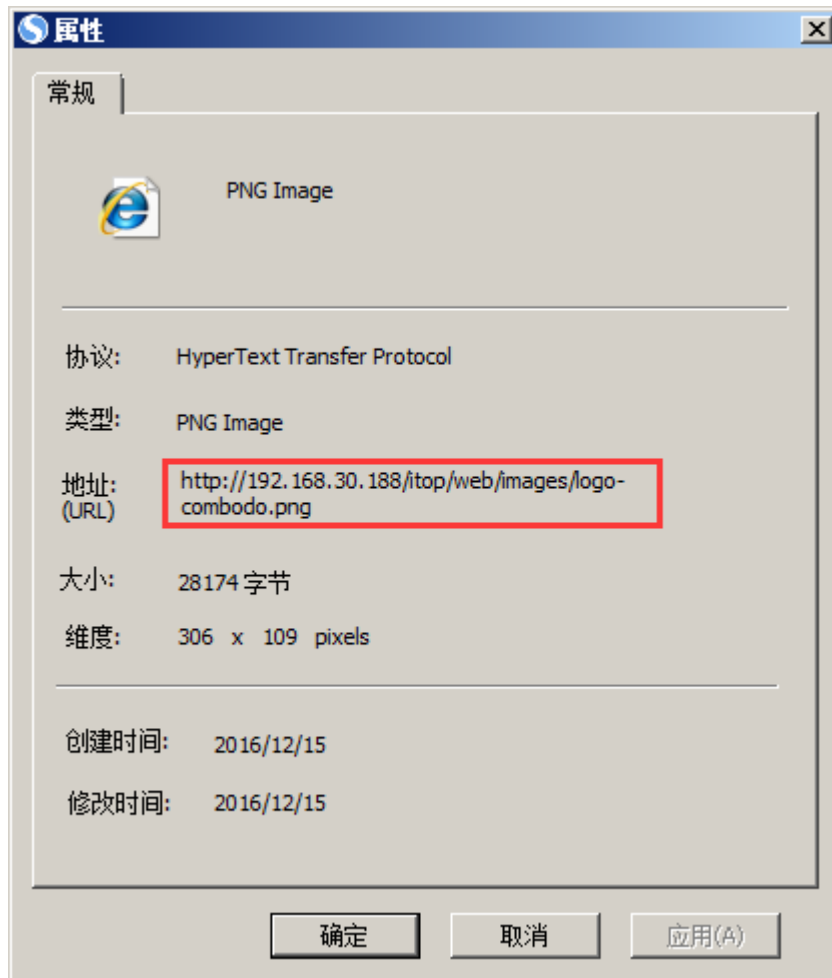 属性
常规
PNG Image
协议: HyperText Transfer Protocol
类型: PNG Image
地址: http://192.168.30.188/itop/web/images/logo-
(URL) combodo.png
大小: 28174 字节
维度: 306 x 109 pixels
创建时间: 2016/12/15
修改时间: 2016/12/15
确定 取消 应用(A)